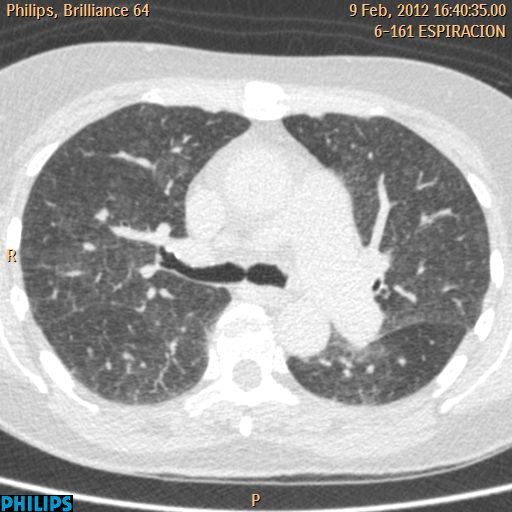 Philips, Brilliance 64
9 Feb, 2012 16:40:35.00
6-161 ESPIRACION
R
P
PHILIPS